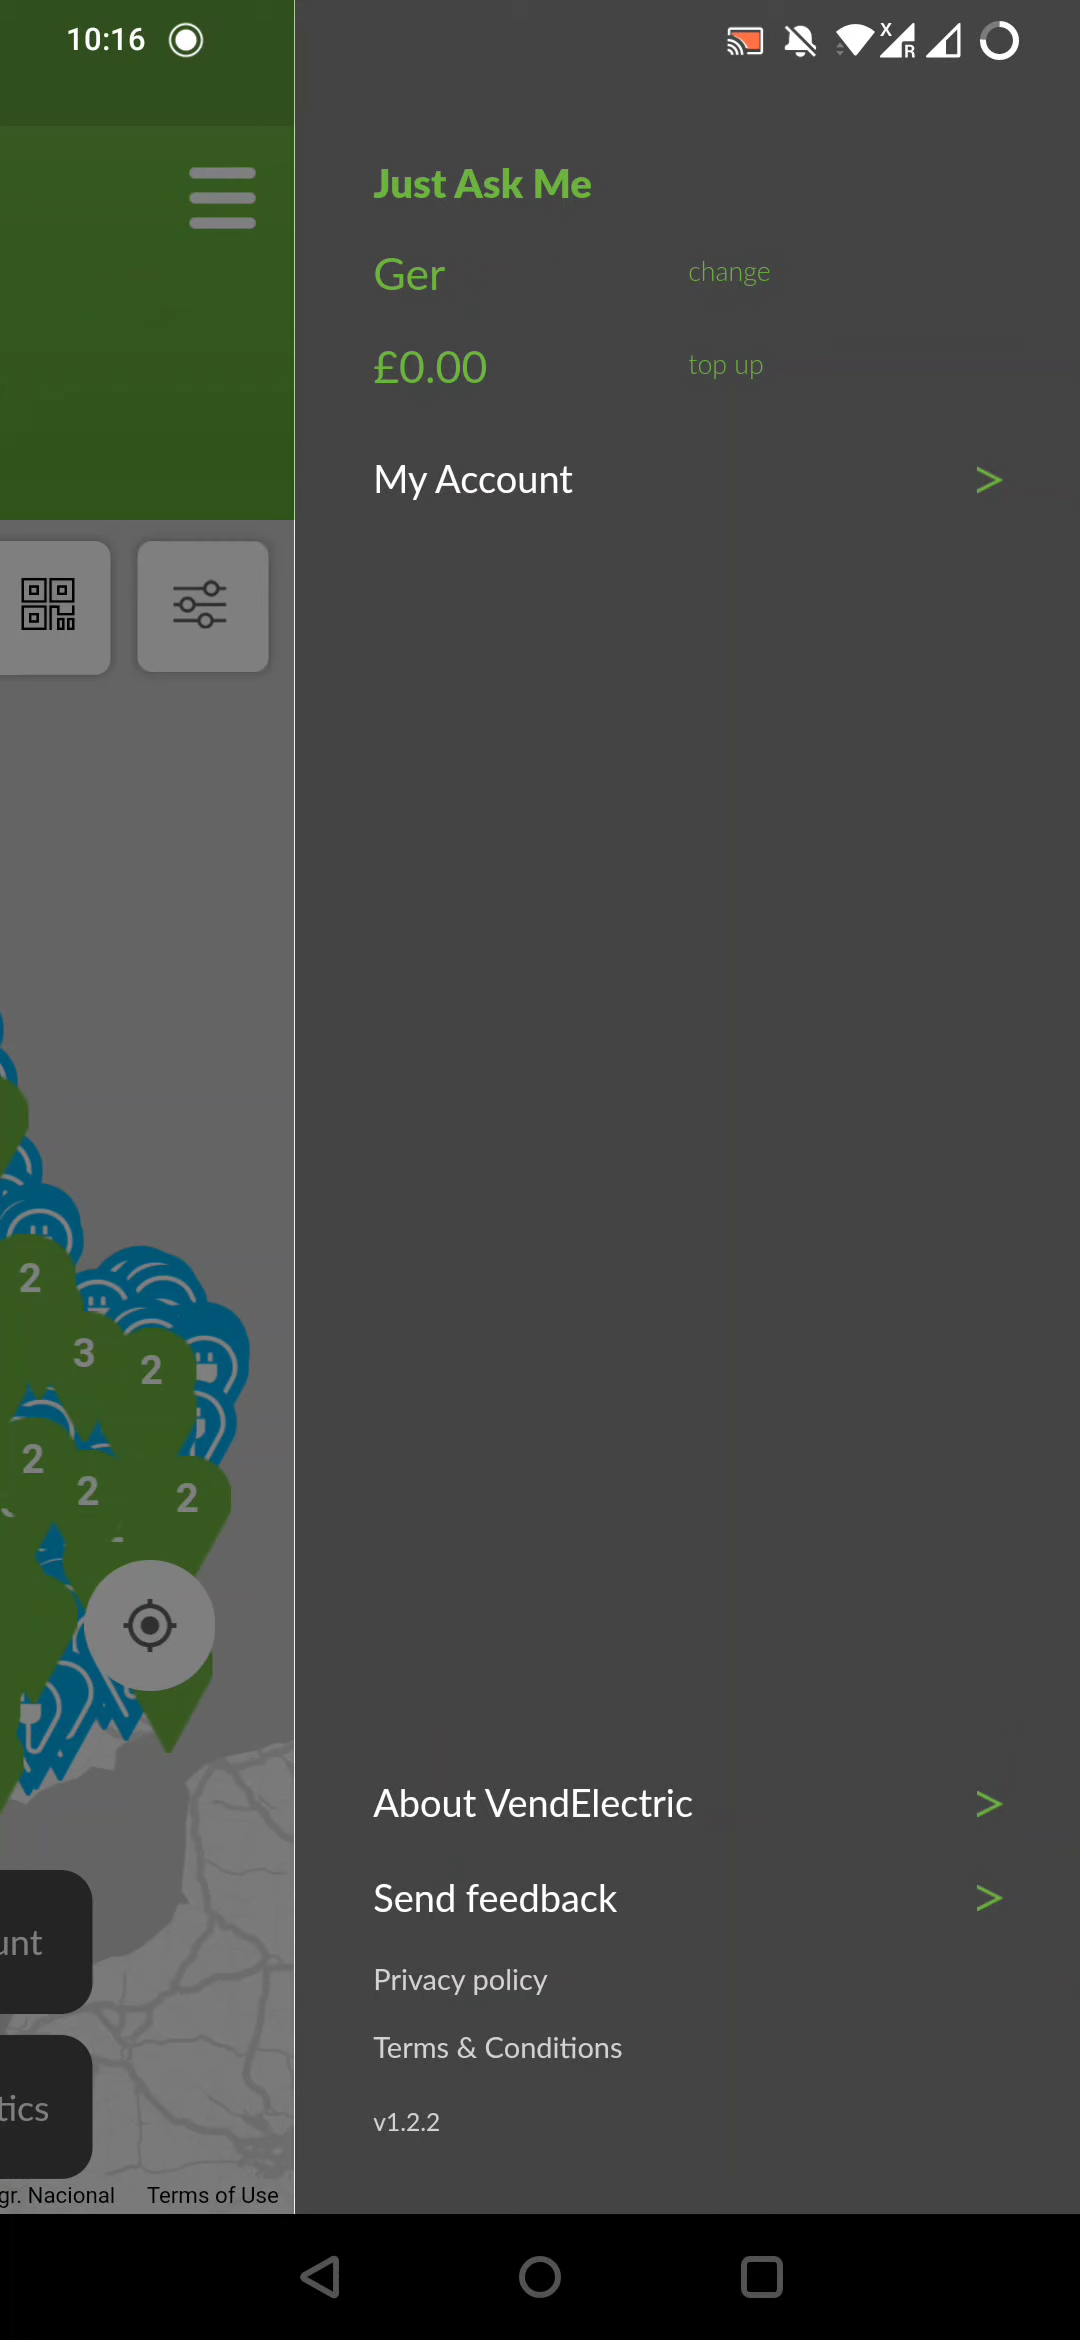 10:16
X
R
Just Ask Me
Ger
change
£0.00
top up
My Account
>
2
3
2
2
2
2
About VendElectric
>
Send feedback
>
unt
Privacy policy
Terms & Conditions
tics
v1.2.2
gr. Nacional
Terms of Use